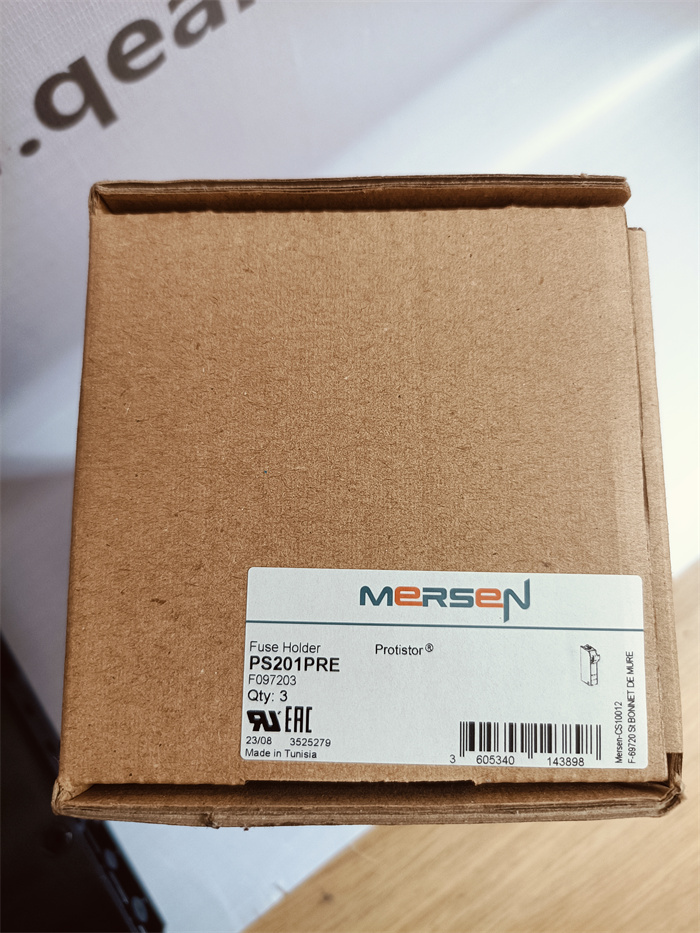 .qear
MERSEN
Fuse Holder
Protistor®
PS201PRE
F097203
Qty: 3
EAC
23/08 3525279
Made in Tunisia
3 605340 143898
Mersen-CS10012
F-69720 St BONNET DE MURE